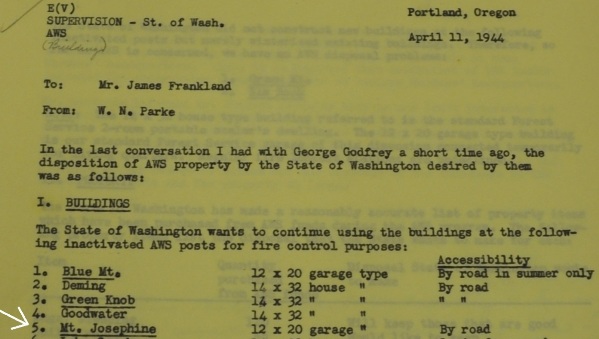 E(V)
SUPERVISION - St. of Wash.
AWS
(Building)
Portland, Oregon
April 11, 1944
To: Mr. James Frankland
From: W. N. Parke
In the last conversation I had with George Godfrey a short time ago, the
disposition of AWS property by the State of Washington desired by them
was as follows:
I. BUILDINGS
The State of Washington wants to continue using the buildings at the follow-
ing inactivated AWS posts for fire control purposes:
Accessibility
1. Blue Mt. 12 x 20 garage type By road in summer only
2. Deming 14 x 32 house " By road
3. Green Knob 14 x 32 " " " "
4. Goodwater 14 x 32 " "
5. Mt. Josephine 12 x 20 garage " By road